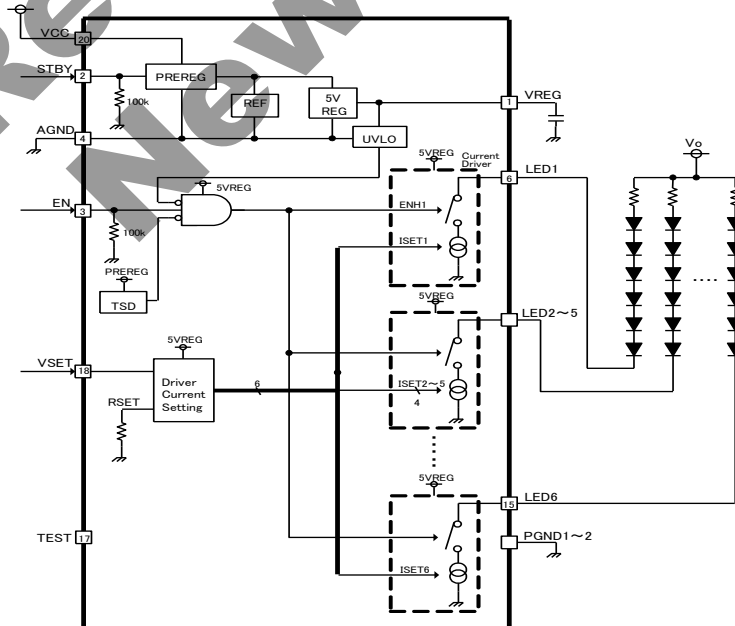 VCC
20
STBY
2
PREREG
100k
REF
5V
REG
1
VREG
AGND
4
UVLO
5VREG
Current
Driver
6
LED1
Vo
5VREG
EN
3
ENH1
100k
ISET1
PREREG
TSD
5VREG
LED2～5
5VREG
VSET
18
Driver
Current
Setting
6
ISET2～5
4
RSET
5VREG
15
LED6
TEST
17
PGND1～2
ISET6
New